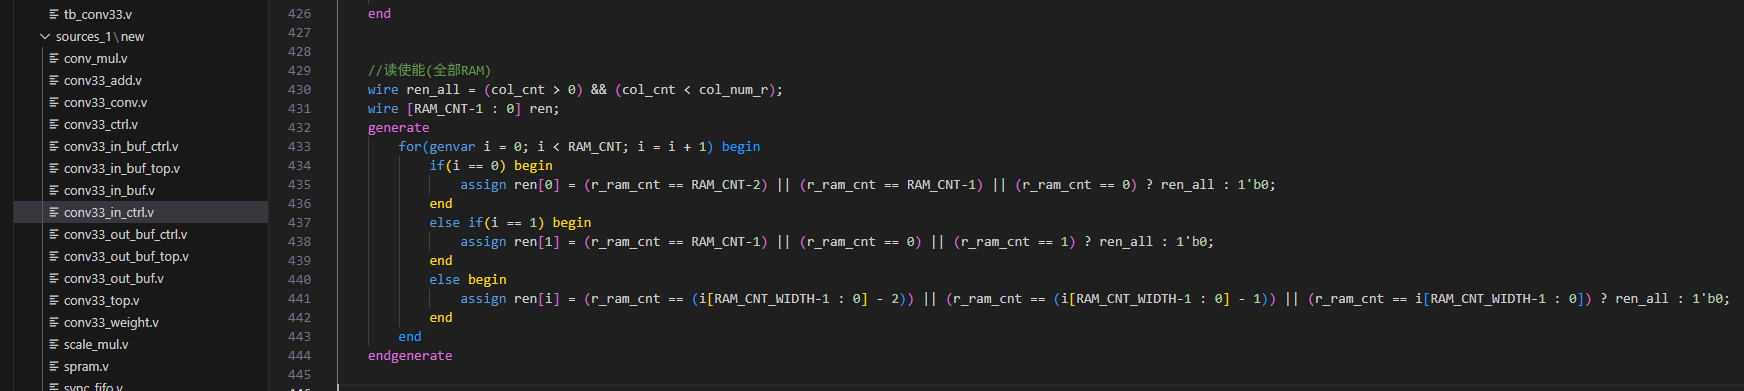 tb_conv33.v
sources_1\new
conv_mul.v
conv33_add.v
conv33_conv.v
conv33_ctrl.v
conv33_in_buf_ctrl.v
conv33_in_buf_top.v
conv33_in_buf.v
conv33_in_ctrl.v
conv33_out_buf_ctrl.v
conv33_out_buf_top.v
conv33_out_buf.v
conv33_top.v
conv33_weight.v
scale_mul.v
spram.v
sync_fifo.v
426 end
427
428
429 //读使能(全部RAM)
430 wire ren_all = (col_cnt > 0) && (col_cnt < col_num_r);
431 wire [RAM_CNT-1 : 0] ren;
432 generate
433 for(genvar i = 0; i < RAM_CNT; i = i + 1) begin
434 if(i == 0) begin
435 assign ren[0] = (r_ram_cnt == RAM_CNT-2) || (r_ram_cnt == RAM_CNT-1) || (r_ram_cnt == 0) ? ren_all : 1'b0;
436 end
437 else if(i == 1) begin
438 assign ren[1] = (r_ram_cnt == RAM_CNT-1) || (r_ram_cnt == 0) || (r_ram_cnt == 1) ? ren_all : 1'b0;
439 end
440 else begin
441 assign ren[i] = (r_ram_cnt == (i[RAM_CNT_WIDTH-1 : 0] - 2)) || (r_ram_cnt == (i[RAM_CNT_WIDTH-1 : 0] - 1)) || (r_ram_cnt == i[RAM_CNT_WIDTH-1 : 0]) ? ren_all : 1'b0;
442 end
443 end
444 endgenerate
445